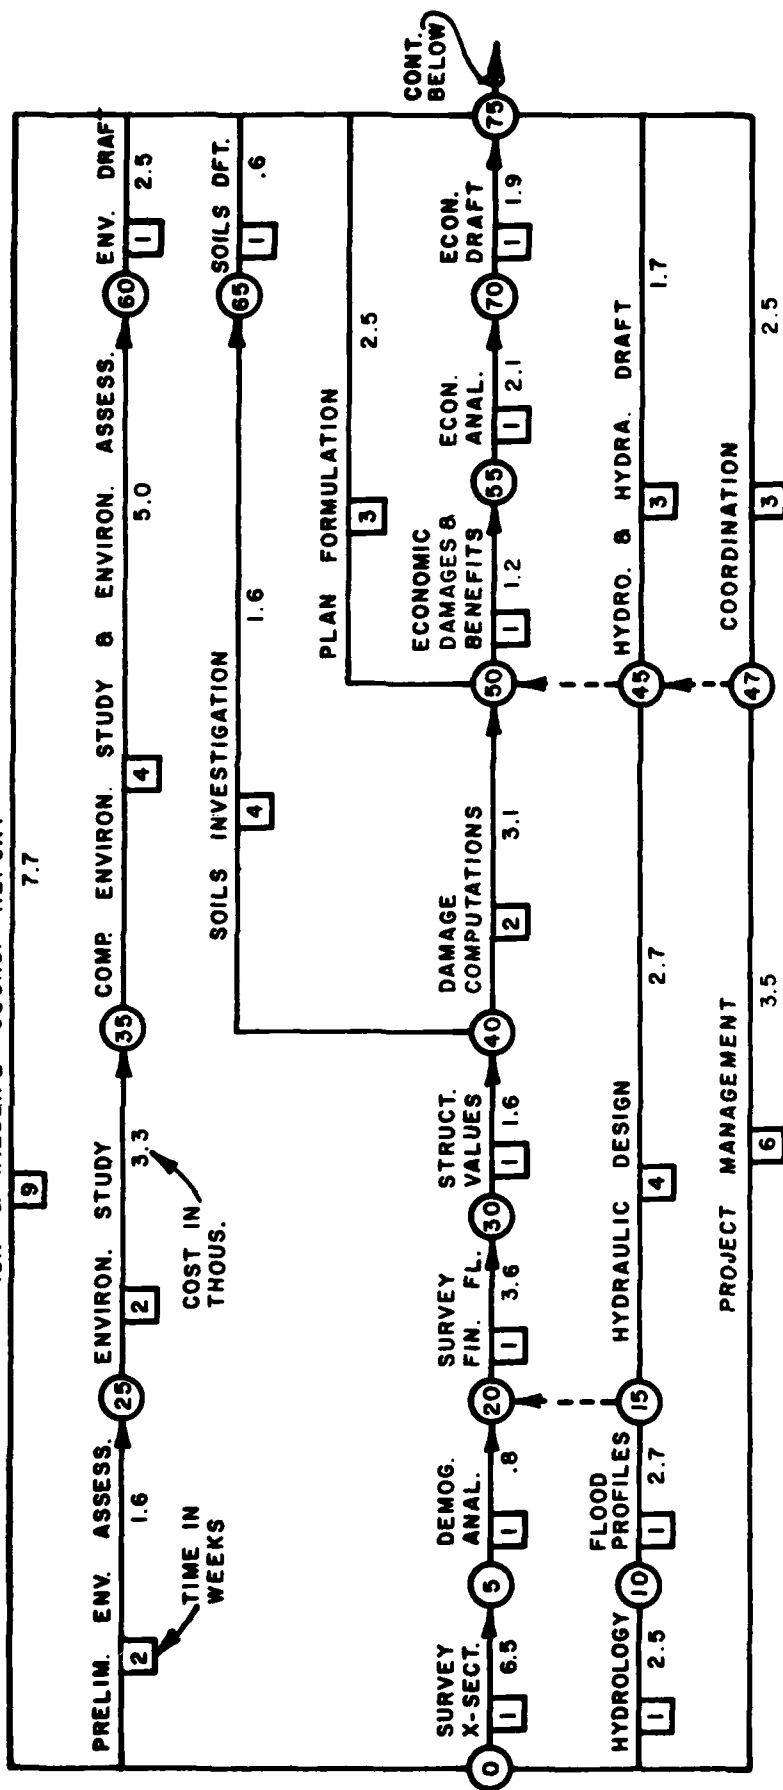 7.7
9
PRELIM. ENV. ASSESS.
2
1.6
TIME IN
WEEKS
25
ENVIRON. STUDY
2
3.3
COST IN
THOUS.
35
COMP. ENVIRON. STUDY & ENVIRON. ASSESS.
4
5.0
60
ENV. DRAFT
1
2.5
SOILS INVESTIGATION
4
1.6
65
SOILS DFT.
1
.6
PLAN FORMULATION
3
2.5
0
SURVEY
X-SECT.
1
6.5
5
DEMOG.
ANAL.
1
.8
20
SURVEY
FIN. FL.
1
3.6
30
STRUCT.
VALUES
1
1.6
40
DAMAGE
COMPUTATIONS
2
3.1
50
ECONOMIC
DAMAGES &
BENEFITS
1
1.2
55
ECON.
ANAL.
1
2.1
70
ECON.
DRAFT
1
1.9
75
CONT.
BELOW
HYDROLOGY
1
2.5
10
FLOOD
PROFILES
1
2.7
15
HYDRAULIC DESIGN
4
2.7
45
HYDRO. & HYDRA. DRAFT
3
1.7
PROJECT MANAGEMENT
6
3.5
47
COORDINATION
3
2.5